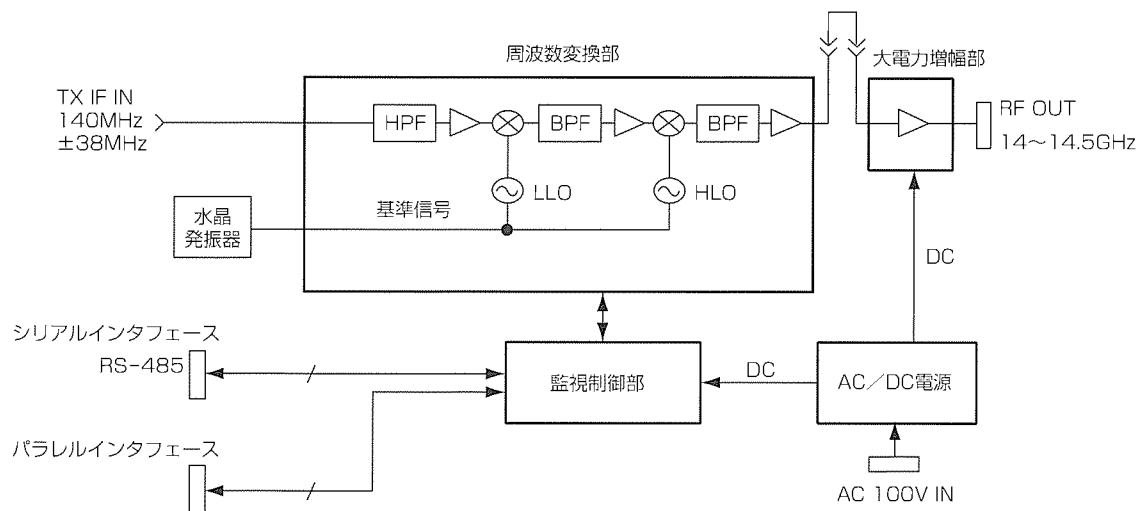 周波数変換部
大電力増幅部
TX IF IN
140MHz
±38MHz
HPF
BPF
BPF
RF OUT
14～14.5GHz
LLO
HLO
基準信号
水晶
発振器
DC
シリアルインタフェース
RS-485
監視制御部
DC
AC／DC電源
パラレルインタフェース
AC 100V IN